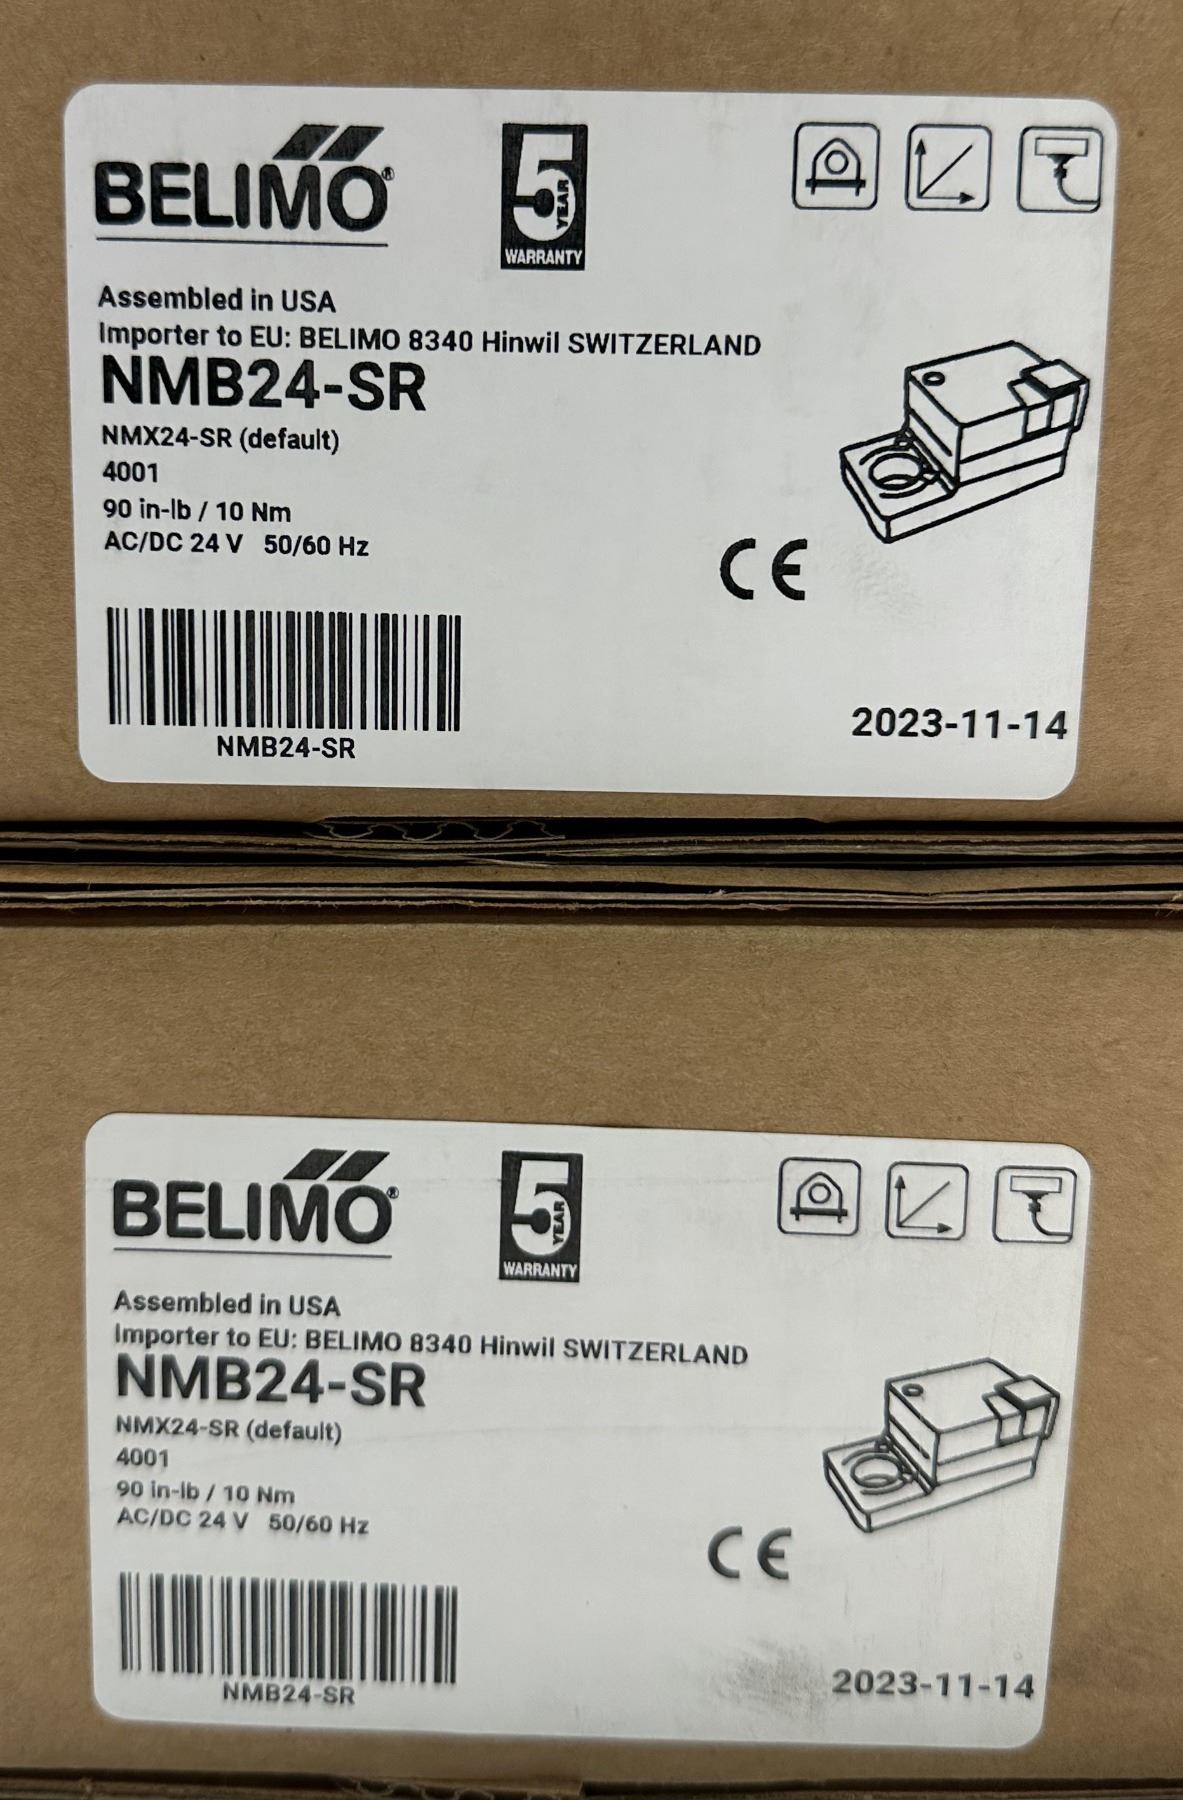 BELIMO®
5 YEAR
WARRANTY
Assembled in USA
Importer to EU: BELIMO 8340 Hinwil SWITZERLAND
NMB24-SR
NMX24-SR (default)
4001
90 in-lb / 10 Nm
AC/DC 24 V 50/60 Hz
CE
NMB24-SR
2023-11-14
BELIMO®
5 YEAR
WARRANTY
Assembled in USA
Importer to EU: BELIMO 8340 Hinwil SWITZERLAND
NMB24-SR
NMX24-SR (default)
4001
90 in-lb / 10 Nm
AC/DC 24 V 50/60 Hz
CE
NMB24-SR
2023-11-14